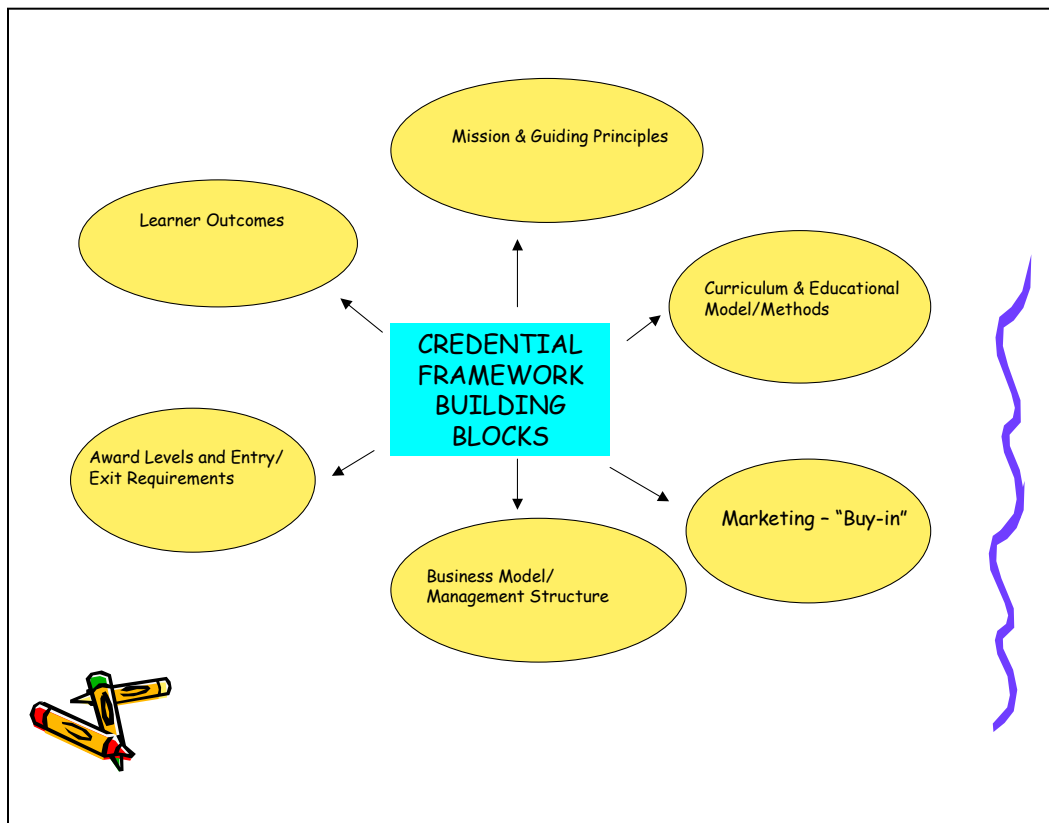 Mission & Guiding Principles
Learner Outcomes
Curriculum & Educational
Model/Methods
CREDENTIAL
FRAMEWORK
BUILDING
BLOCKS
Award Levels and Entry/
Exit Requirements
Marketing – “Buy-in”
Business Model/
Management Structure